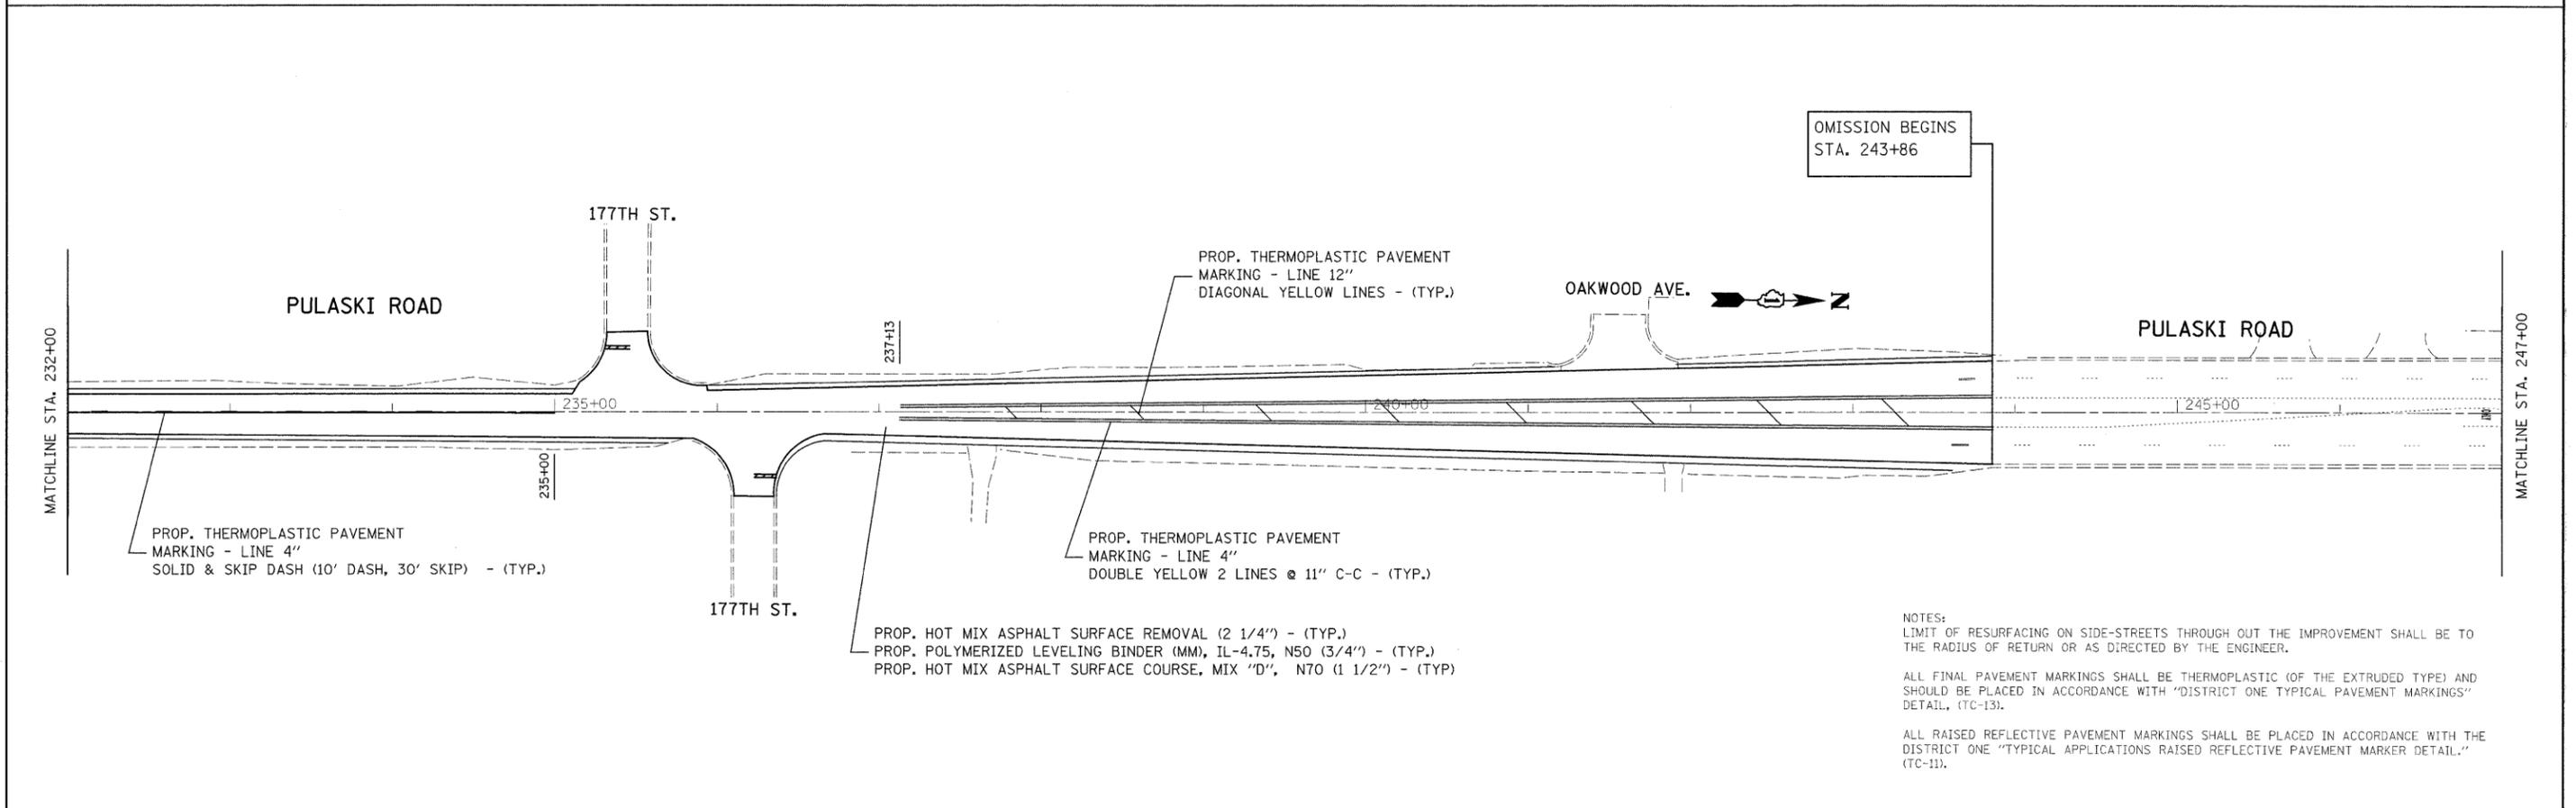 OMISSION BEGINS
STA. 243+86
177TH ST.
PROP. THERMOPLASTIC PAVEMENT
MARKING - LINE 12"
DIAGONAL YELLOW LINES - (TYP.)
OAKWOOD AVE.
N
PULASKI ROAD
PULASKI ROAD
MATCHLINE STA. 232+00
237+13
MATCHLINE STA. 247+00
235+00
240+00
245+00
235+00
PROP. THERMOPLASTIC PAVEMENT
MARKING - LINE 4"
SOLID & SKIP DASH (10' DASH, 30' SKIP) - (TYP.)
PROP. THERMOPLASTIC PAVEMENT
MARKING - LINE 4"
DOUBLE YELLOW 2 LINES @ 11" C-C - (TYP.)
177TH ST.
PROP. HOT MIX ASPHALT SURFACE REMOVAL (2 1/4") - (TYP.)
PROP. POLYMERIZED LEVELING BINDER (MM), IL-4.75, N50 (3/4") - (TYP.)
PROP. HOT MIX ASPHALT SURFACE COURSE, MIX "D", N70 (1 1/2") - (TYP)
NOTES:
LIMIT OF RESURFACING ON SIDE-STREETS THROUGH OUT THE IMPROVEMENT SHALL BE TO
THE RADIUS OF RETURN OR AS DIRECTED BY THE ENGINEER.
ALL FINAL PAVEMENT MARKINGS SHALL BE THERMOPLASTIC (OF THE EXTRUDED TYPE) AND
SHOULD BE PLACED IN ACCORDANCE WITH "DISTRICT ONE TYPICAL PAVEMENT MARKINGS"
DETAIL, (TC-13).
ALL RAISED REFLECTIVE PAVEMENT MARKINGS SHALL BE PLACED IN ACCORDANCE WITH THE
DISTRICT ONE "TYPICAL APPLICATIONS RAISED REFLECTIVE PAVEMENT MARKER DETAIL."
(TC-11).